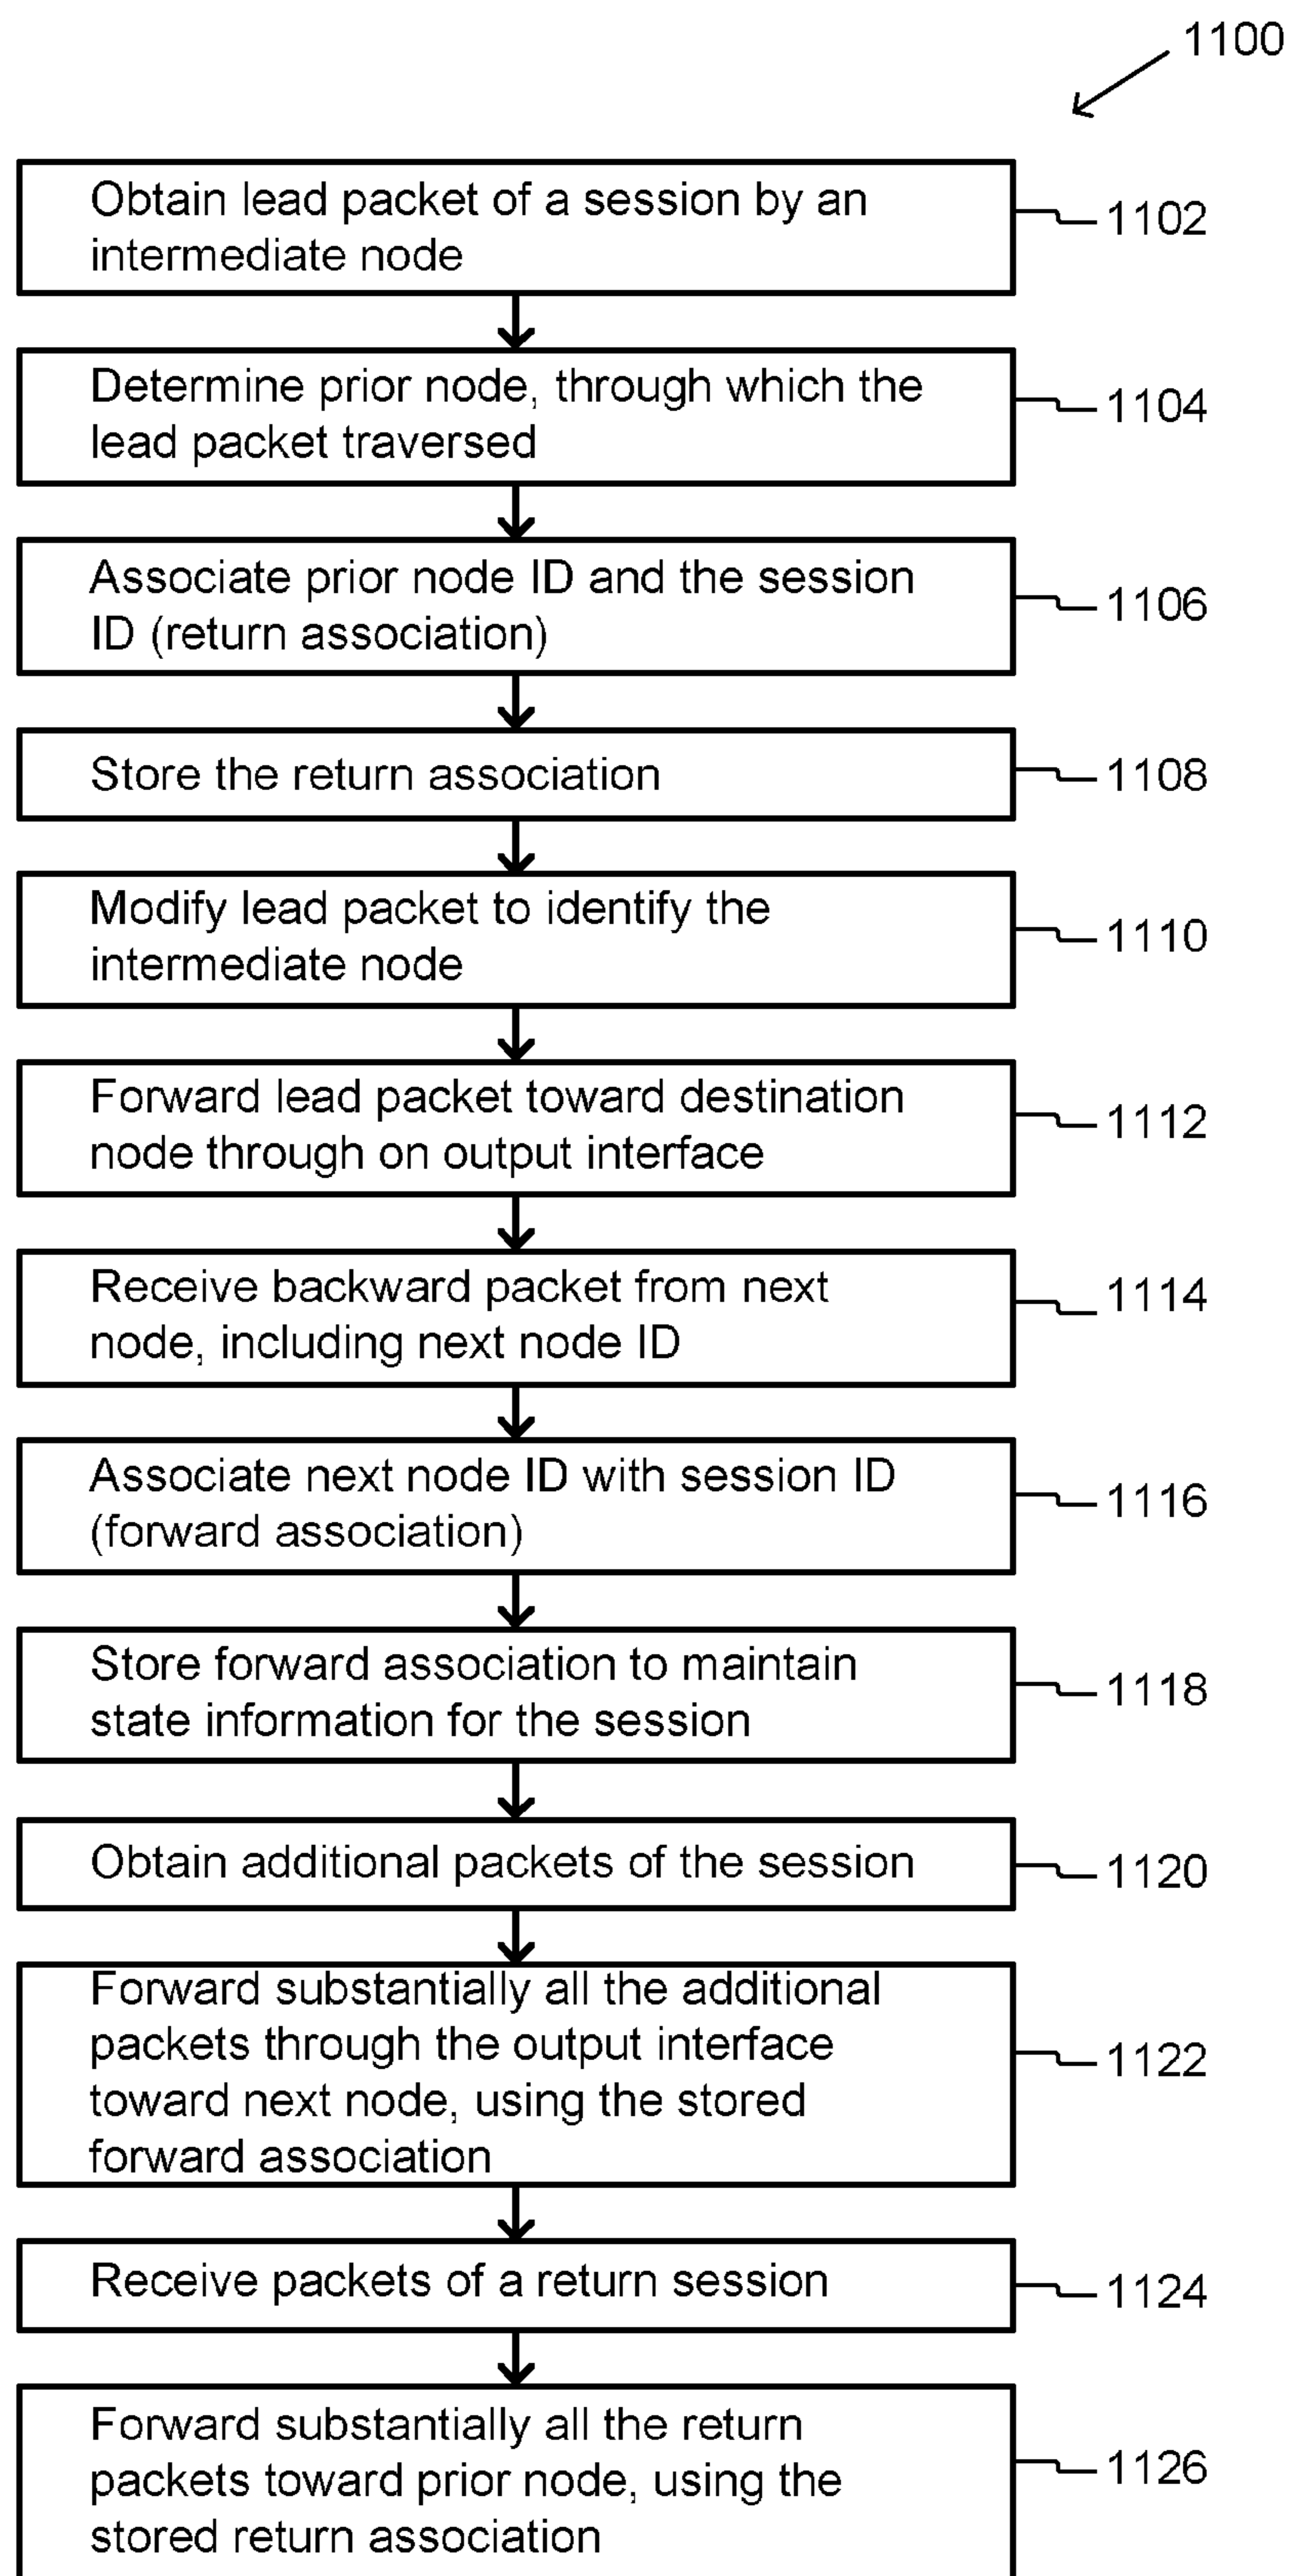 1100
Obtain lead packet of a session by an
intermediate node
1102
Determine prior node, through which the
lead packet traversed
1104
Associate prior node ID and the session
ID (return association)
1106
Store the return association
1108
Modify lead packet to identify the
intermediate node
1110
Forward lead packet toward destination
node through on output interface
1112
Receive backward packet from next
node, including next node ID
1114
Associate next node ID with session ID
(forward association)
1116
Store forward association to maintain
state information for the session
1118
Obtain additional packets of the session
1120
Forward substantially all the additional
packets through the output interface
toward next node, using the stored
forward association
1122
Receive packets of a return session
1124
Forward substantially all the return
packets toward prior node, using the
stored return association
1126